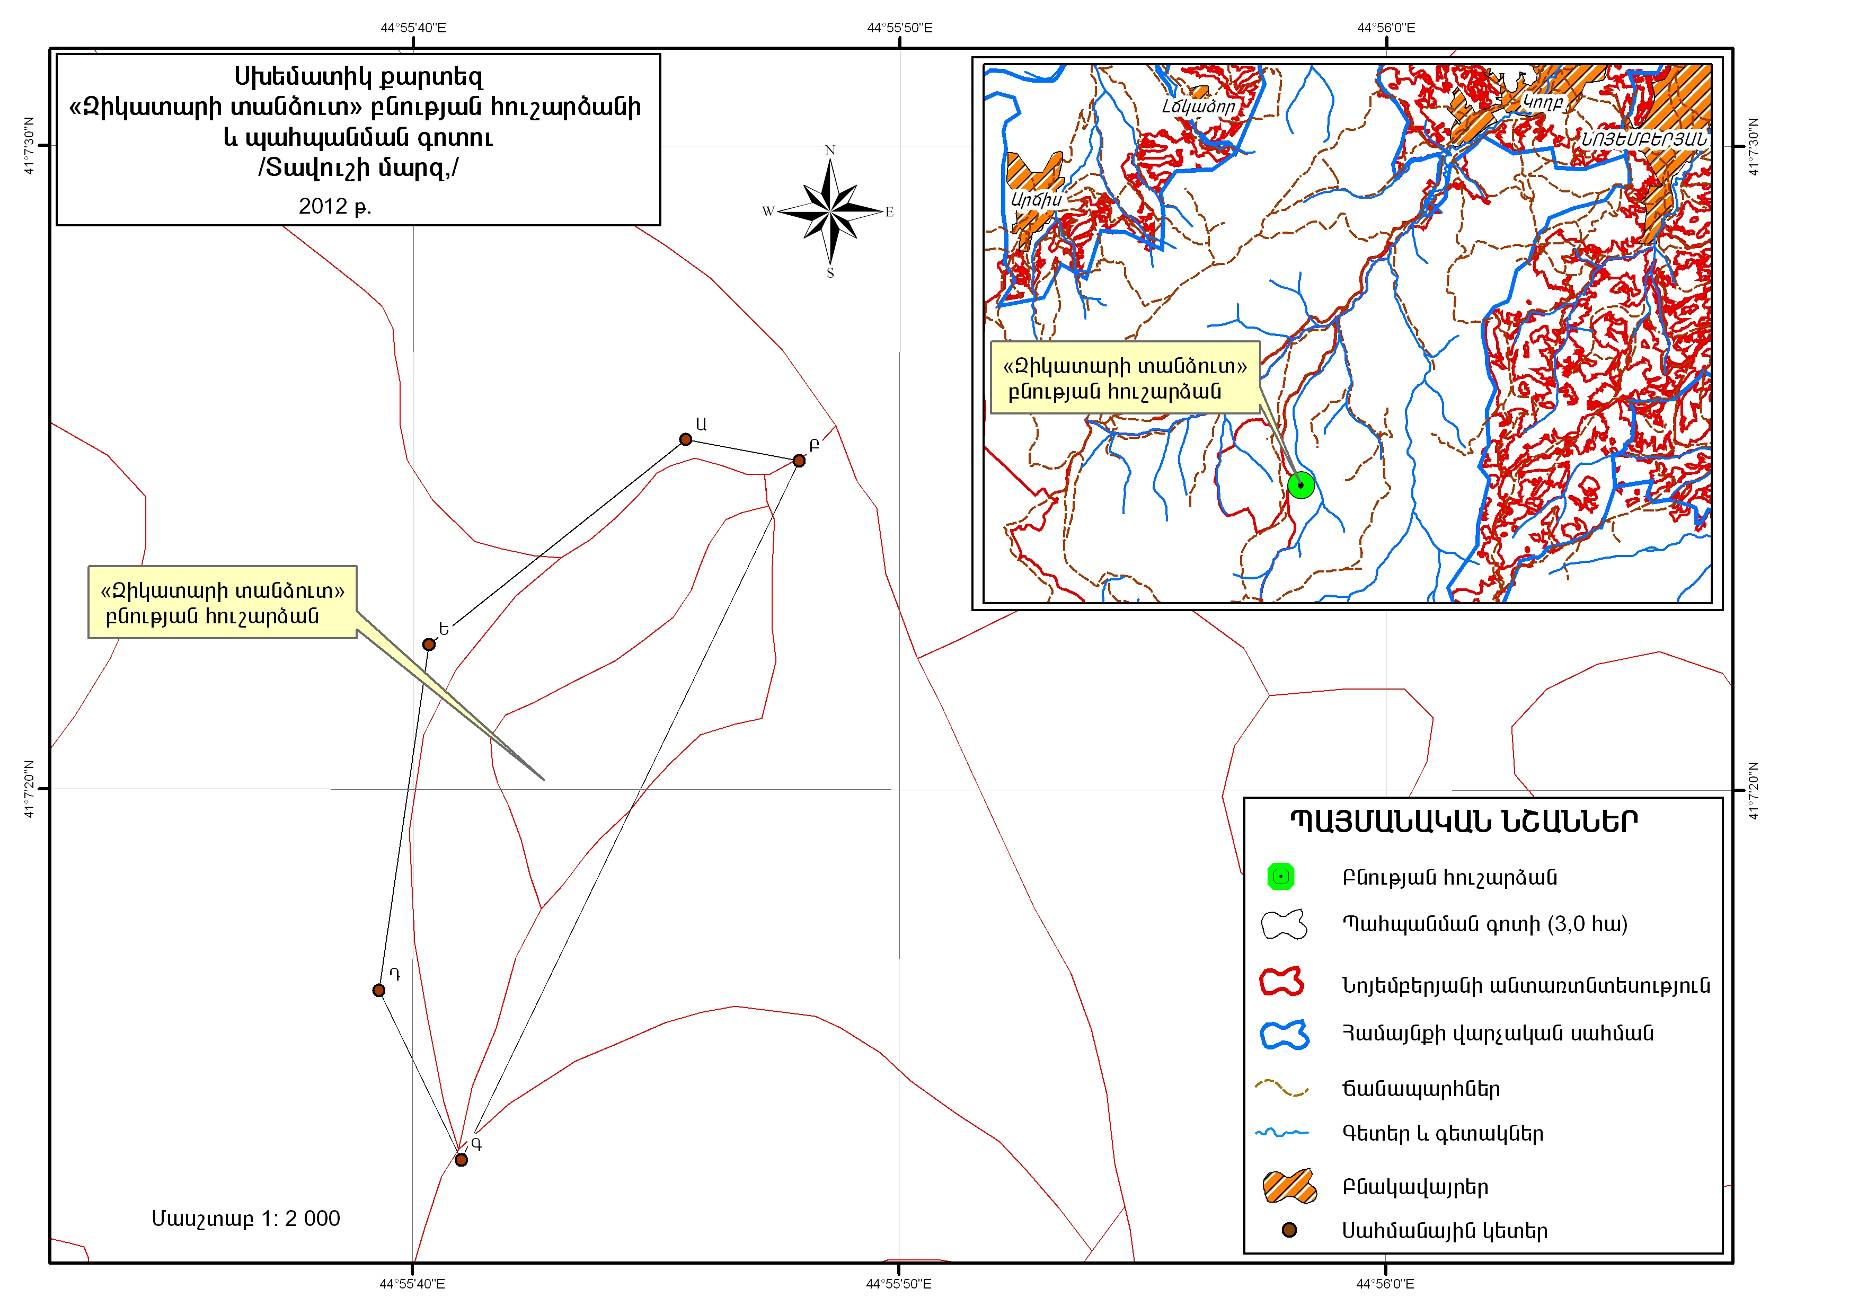 44°55'40"E
44°55'50"E
44°56'0"E
Սխեմատիկ քարտեզ
«Զիկատարի տանձուտ» բնության հուշարձանի
և պահպանման գոտու
/Տավուշի մարզ,/
2012 թ.
41°7'30"N
41°7'30"N
N
W
E
S
Լճկաձոր
Կողբ
ՆՈՅԵՄԲԵՐՅԱՆ
Արճիս
«Զիկատարի տանձուտ»
բնության հուշարձան
Ա
Բ
«Զիկատարի տանձուտ»
բնության հուշարձան
Ե
41°7'20"N
41°7'20"N
Դ
Գ
ՊԱՅՄԱՆԱԿԱՆ ՆՇԱՆՆԵՐ
Բնության հուշարձան
Պահպանման գոտի (3,0 հա)
Նոյեմբերյանի անտառտնտեսություն
Համայնքի վարչական սահման
Ճանապարհներ
Գետեր և գետակներ
Բնակավայրեր
Սահմանային կետեր
Մասշտաբ 1: 2 000
44°55'40"E
44°55'50"E
44°56'0"E